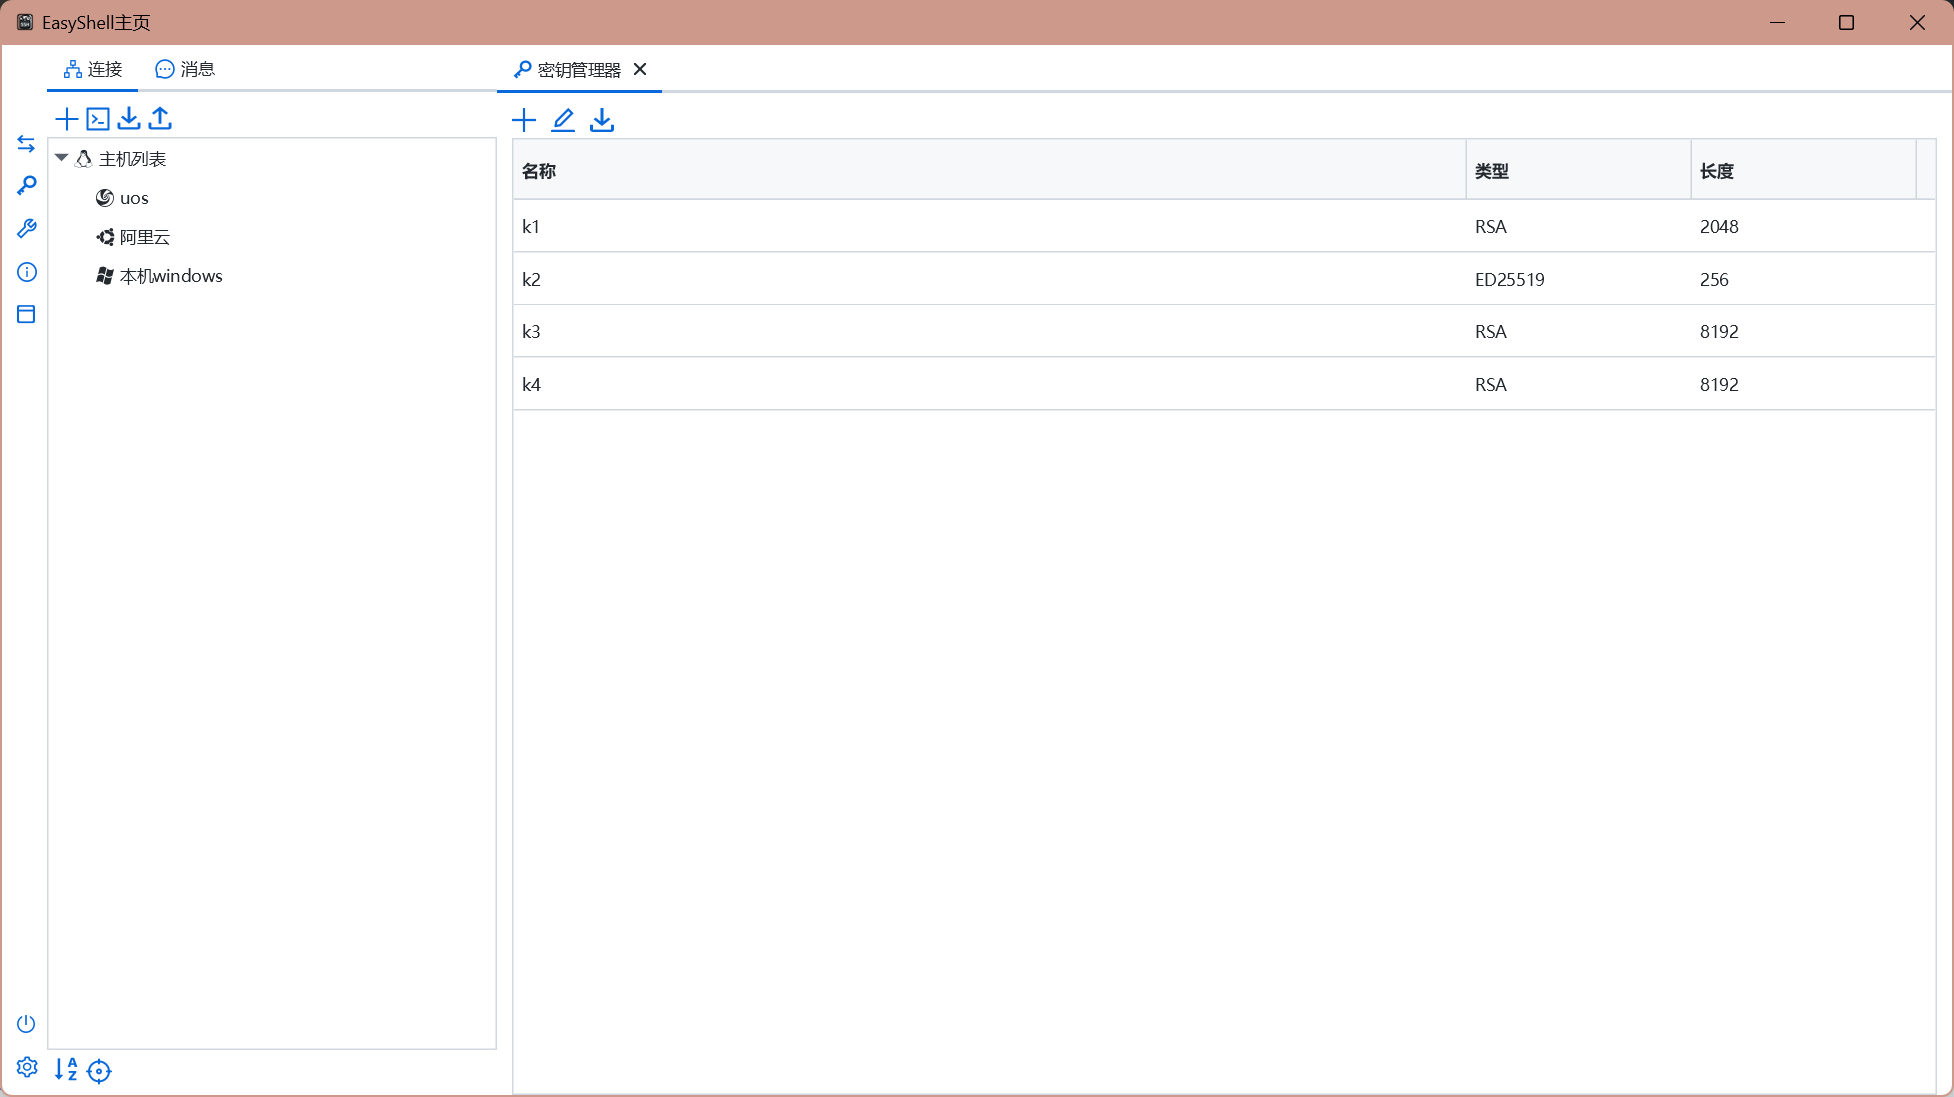 EasyShell主页
连接 消息
密钥管理器
主机列表
uos
阿里云
本机windows
名称 类型 长度
k1 RSA 2048
k2 ED25519 256
k3 RSA 8192
k4 RSA 8192